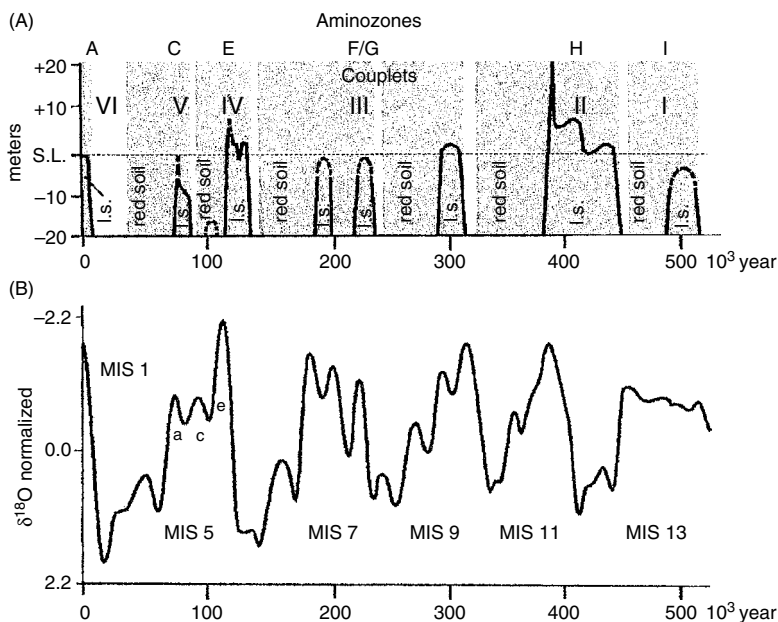 (A)
Aminozones
A C E F/G H I
Couplets
+20
+10
S.L.
−10
−20
meters
VI V IV III II I
l.s. red soil l.s. red soil l.s. red soil l.s. l.s. red soil l.s. red soil l.s. red soil l.s.
0 100 200 300 400 500 10³ year
(B)
−2.2
0.0
2.2
δ¹⁸O normalized
MIS 1
a c e
MIS 5 MIS 7 MIS 9 MIS 11 MIS 13
0 100 200 300 400 500 10³ year